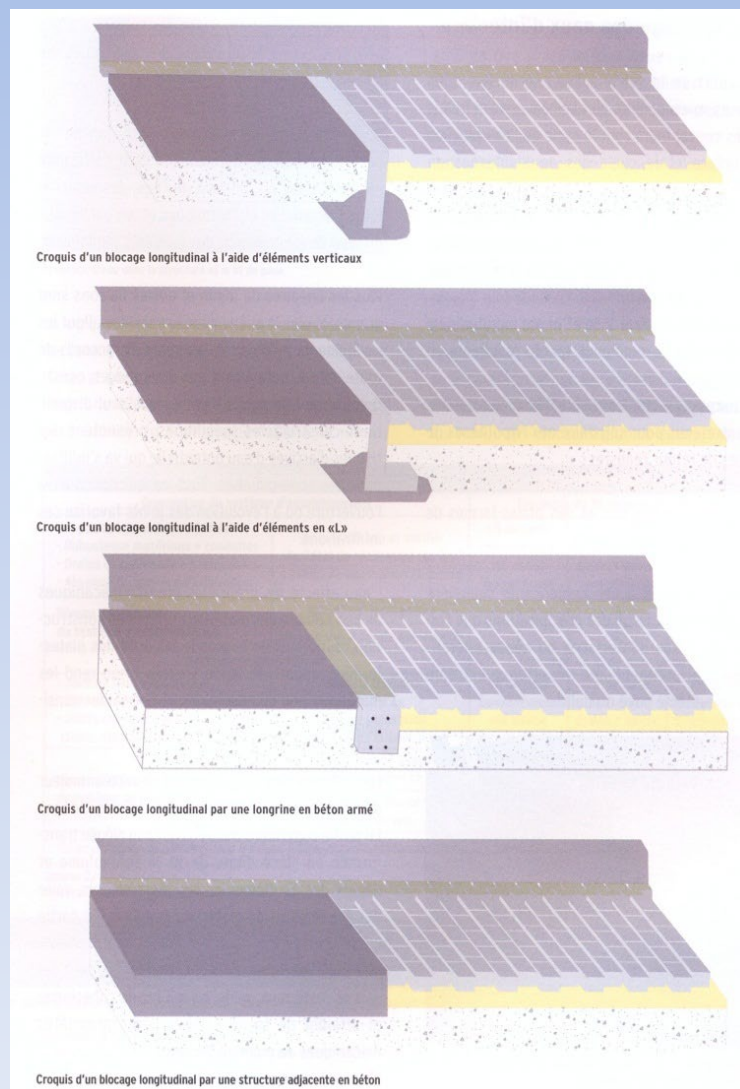 Croquis d'un blocage longitudinal à l'aide d'éléments verticaux
Croquis d'un blocage longitudinal à l'aide d'éléments en «L»
Croquis d'un blocage longitudinal par une longrine en béton armé
Croquis d'un blocage longitudinal par une structure adjacente en béton